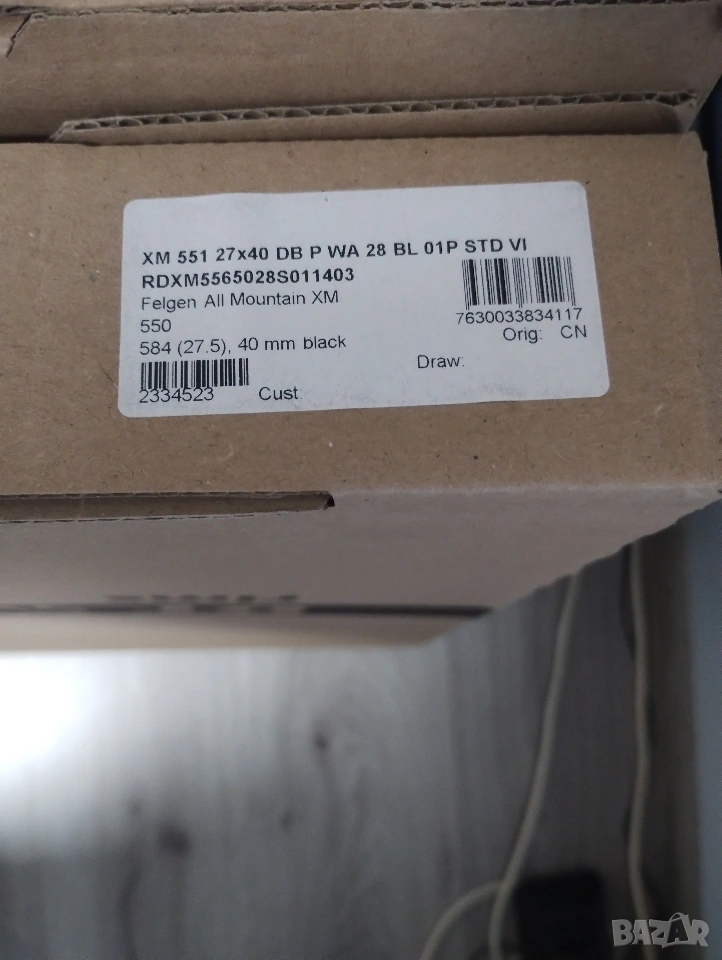 XM 551 27x40 DB P WA 28 BL 01P STD VI
RDXM5565028S011403
Felgen All Mountain XM
550
584 (27.5), 40 mm black
7630033834117
Orig: CN
Draw:
2334523
Cust
BAZAR